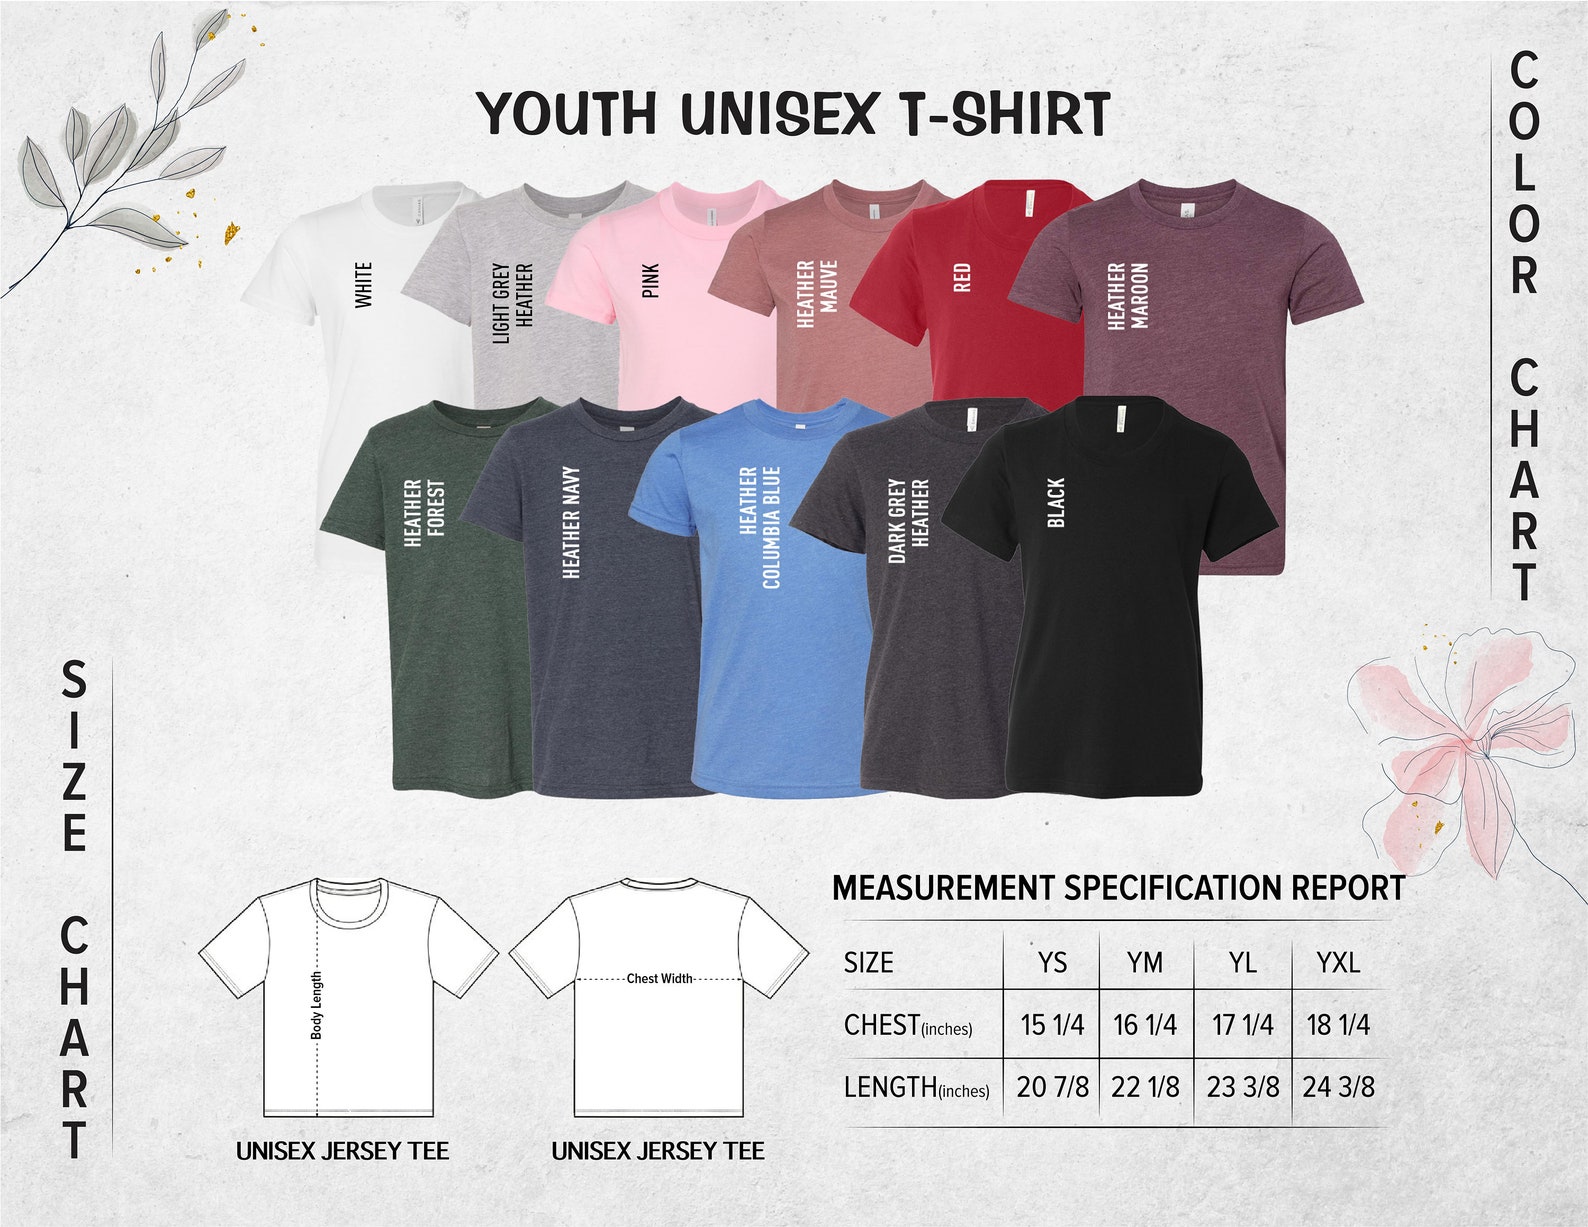 YOUTH UNISEX T-SHIRT
COLOR CHART
WHITE
LIGHT GREY
HEATHER
PINK
HEATHER
MAUVE
RED
HEATHER
MAROON
HEATHER
FOREST
HEATHER NAVY
HEATHER
COLUMBIA BLUE
DARK GREY
HEATHER
BLACK
SIZE CHART
Body Length
UNISEX JERSEY TEE
Chest Width
UNISEX JERSEY TEE
MEASUREMENT SPECIFICATION REPORT
SIZE YS YM YL YXL
CHEST(inches) 15 1/4 16 1/4 17 1/4 18 1/4
LENGTH(inches) 20 7/8 22 1/8 23 3/8 24 3/8